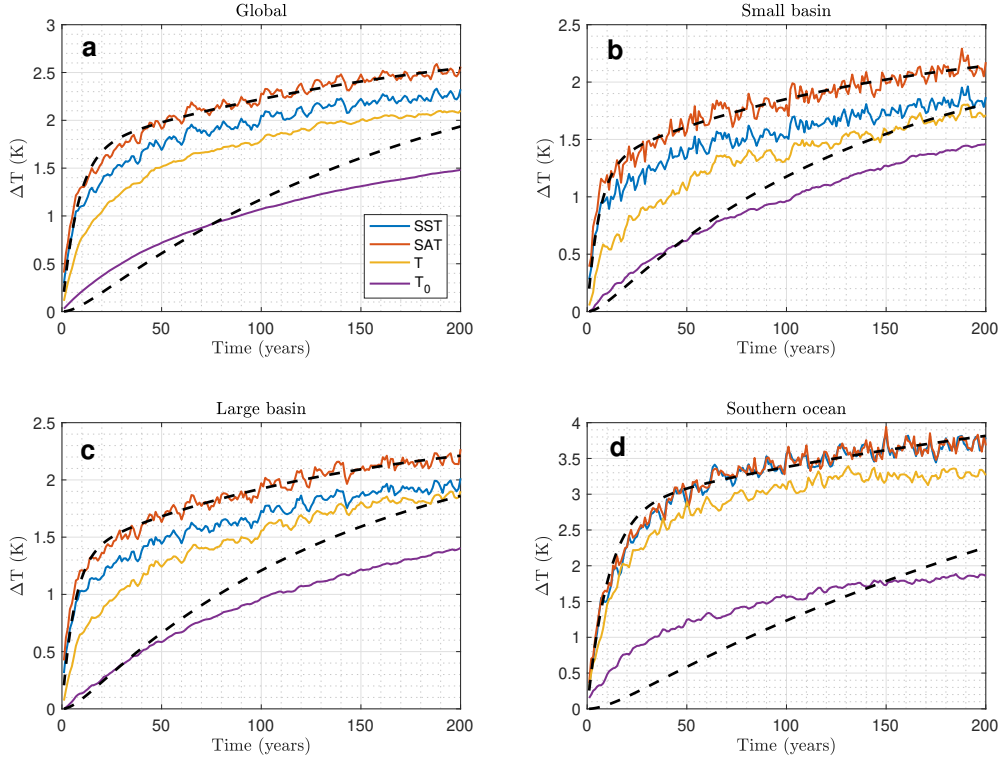 Global
a
3
2.5
2
1.5
1
0.5
0
ΔT (K)
0 50 100 150 200
Time (years)
SST
SAT
T
T0
Small basin
b
2.5
2
1.5
1
0.5
0
ΔT (K)
0 50 100 150 200
Time (years)
Large basin
c
2.5
2
1.5
1
0.5
0
ΔT (K)
0 50 100 150 200
Time (years)
Southern ocean
d
4
3.5
3
2.5
2
1.5
1
0.5
0
ΔT (K)
0 50 100 150 200
Time (years)